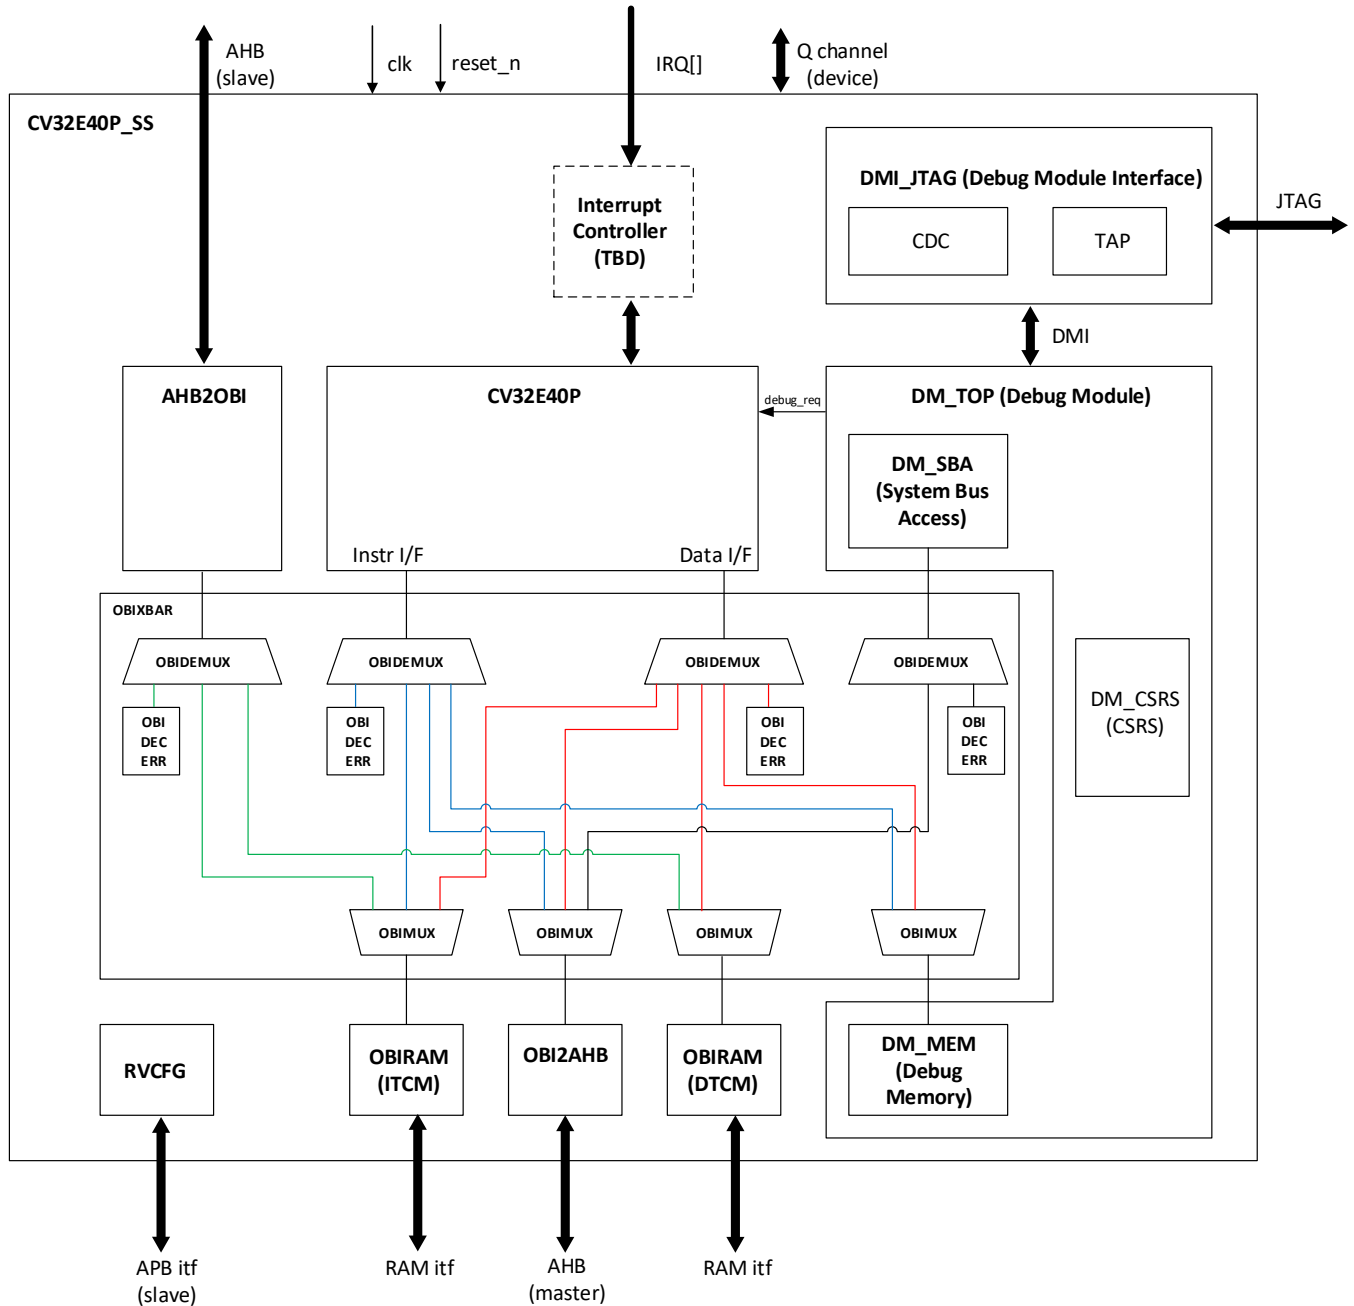 AHB
(slave)
clk
reset_n
IRQ[]
Q channel
(device)
CV32E40P_SS
DMI_JTAG (Debug Module Interface)
CDC
TAP
JTAG
Interrupt
Controller
(TBD)
DMI
AHB2OBI
CV32E40P
debug_req
DM_TOP (Debug Module)
DM_SBA
(System Bus
Access)
Instr I/F
Data I/F
OBIXBAR
OBIDEMUX
OBIDEMUX
OBIDEMUX
OBIDEMUX
OBI
DEC
ERR
OBI
DEC
ERR
OBI
DEC
ERR
OBI
DEC
ERR
DM_CSRS
(CSRS)
OBIMUX
OBIMUX
OBIMUX
OBIMUX
RVCFG
OBIRAM
(ITCM)
OBI2AHB
OBIRAM
(DTCM)
DM_MEM
(Debug
Memory)
APB itf
(slave)
RAM itf
AHB
(master)
RAM itf